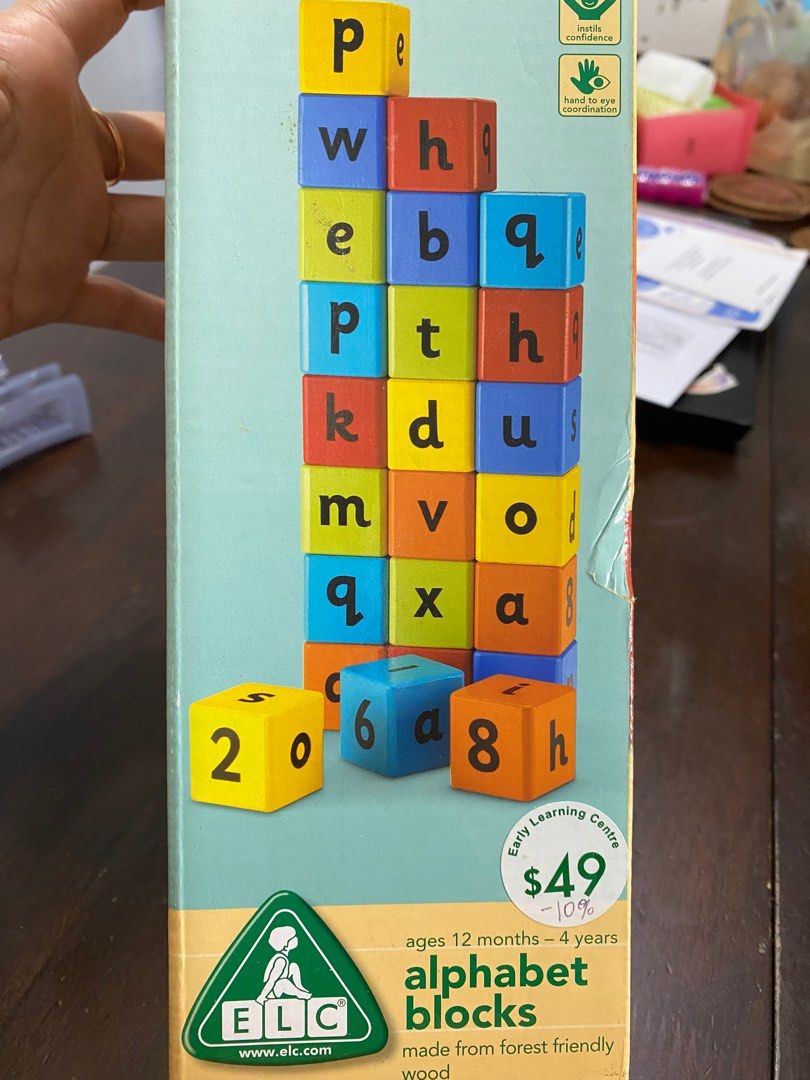 instils
confidence
hand to eye
coordination
p e
w h q
e b q e
p t h q
k d u s
m v o d
q x a 8
s i
2 o 6 a 8 h
Early Learning Centre
$49
-10%
ages 12 months – 4 years
alphabet
blocks
made from forest friendly
wood
ELC®
www.elc.com